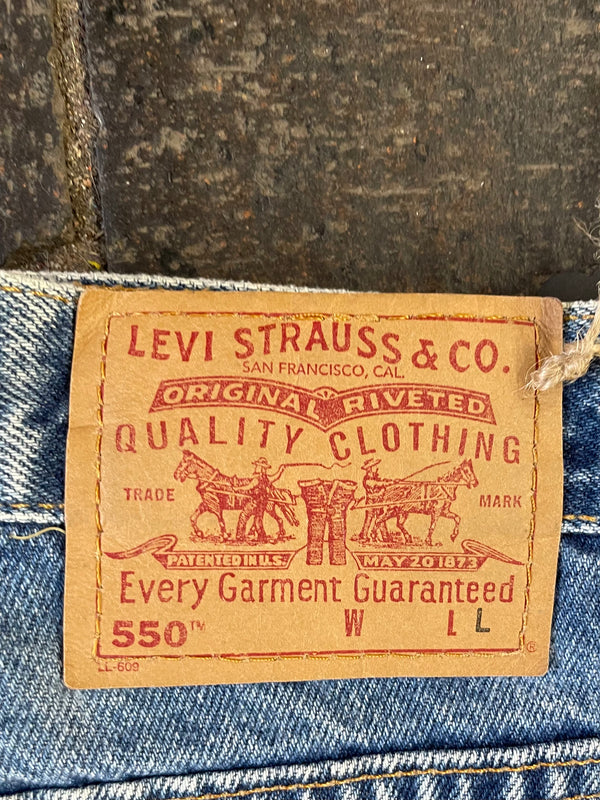 LEVI STRAUSS & CO.
SAN FRANCISCO, CAL.
ORIGINAL RIVETED
QUALITY CLOTHING
TRADE MARK
PATENTED IN U.S. MAY 20 1873
Every Garment Guaranteed
550™ W L L
LL-609 ®